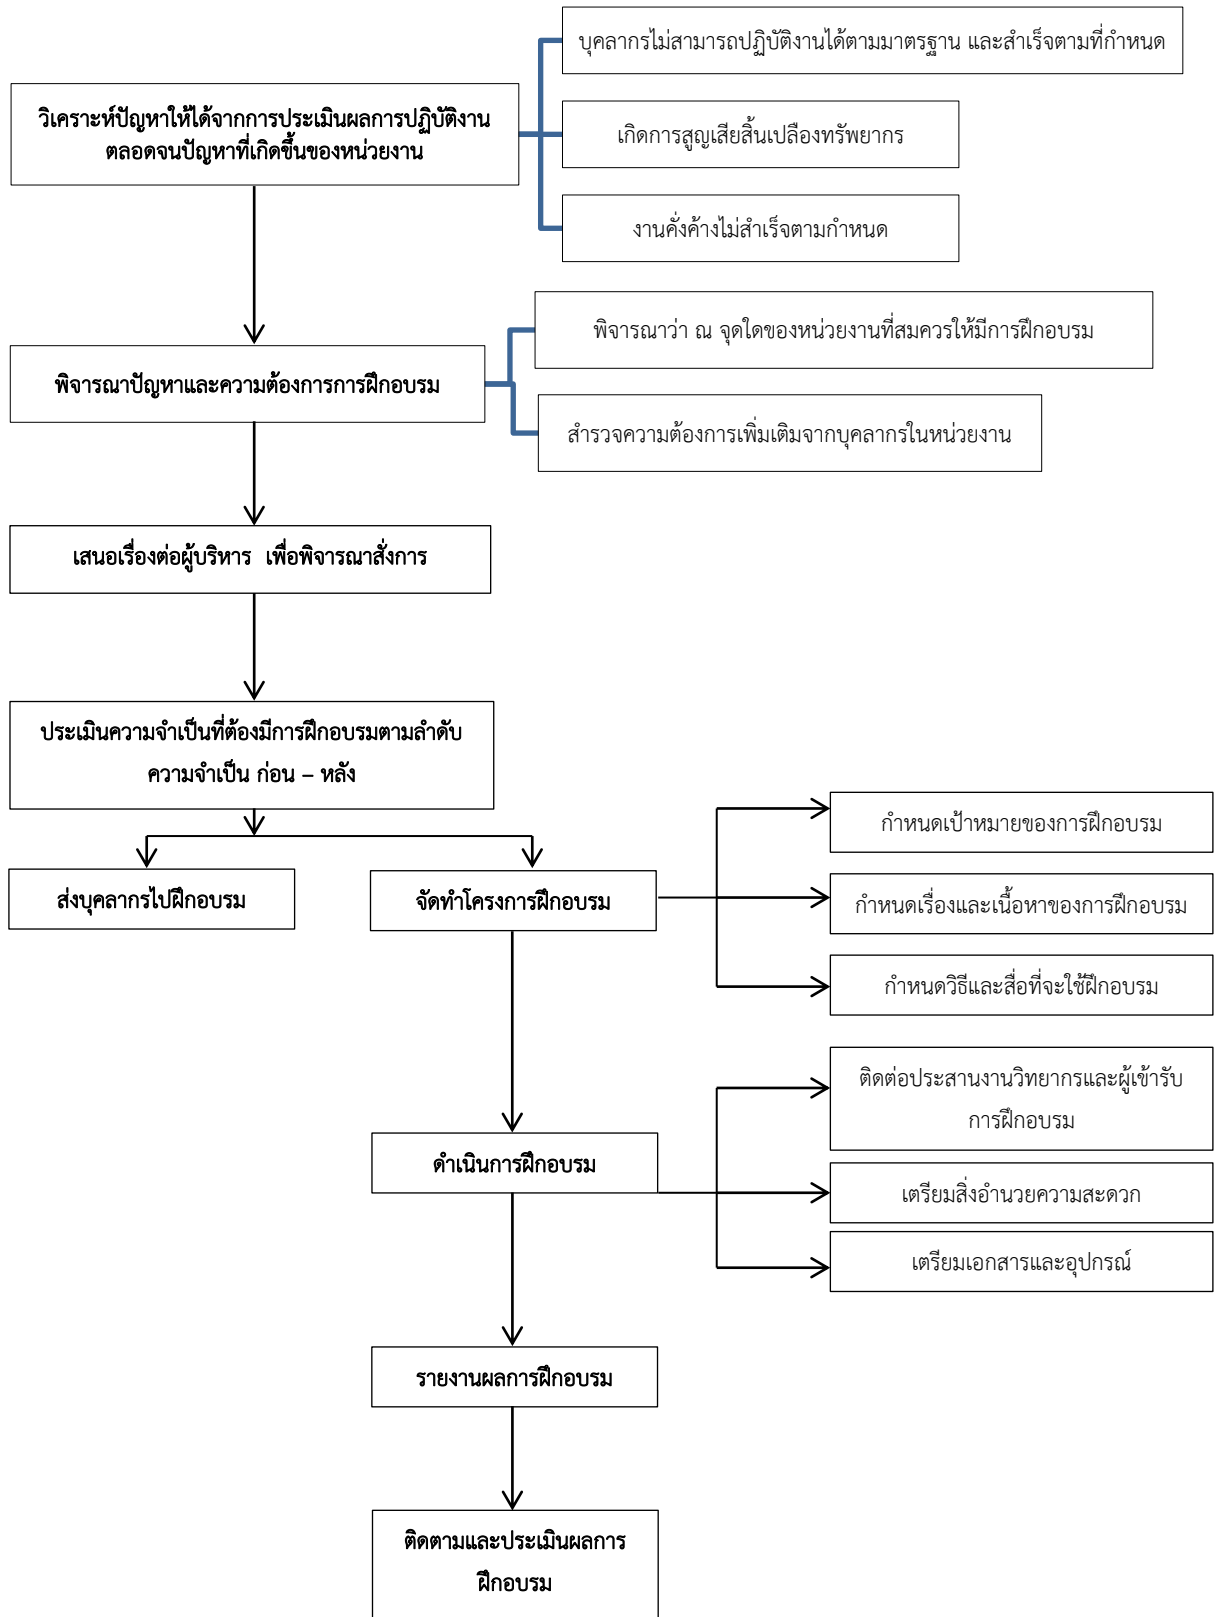 บุคลากรไม่สามารถปฏิบัติงานได้ตามมาตรฐาน และสำเร็จตามที่กำหนด
วิเคราะห์ปัญหาให้ได้จากการประเมินผลการปฏิบัติงาน
ตลอดจนปัญหาที่เกิดขึ้นของหน่วยงาน
เกิดการสูญเสียสิ้นเปลืองทรัพยากร
งานคั่งค้างไม่สำเร็จตามกำหนด
พิจารณาว่า ณ จุดใดของหน่วยงานที่สมควรให้มีการฝึกอบรม
พิจารณาปัญหาและความต้องการการฝึกอบรม
สำรวจความต้องการเพิ่มเติมจากบุคลากรในหน่วยงาน
เสนอเรื่องต่อผู้บริหาร เพื่อพิจารณาสั่งการ
ประเมินความจำเป็นที่ต้องมีการฝึกอบรมตามลำดับ
ความจำเป็น ก่อน – หลัง
กำหนดเป้าหมายของการฝึกอบรม
ส่งบุคลากรไปฝึกอบรม
จัดทำโครงการฝึกอบรม
กำหนดเรื่องและเนื้อหาของการฝึกอบรม
กำหนดวิธีและสื่อที่จะใช้ฝึกอบรม
ติดต่อประสานงานวิทยากรและผู้เข้ารับ
การฝึกอบรม
ดำเนินการฝึกอบรม
เตรียมสิ่งอำนวยความสะดวก
เตรียมเอกสารและอุปกรณ์
รายงานผลการฝึกอบรม
ติดตามและประเมินผลการ
ฝึกอบรม